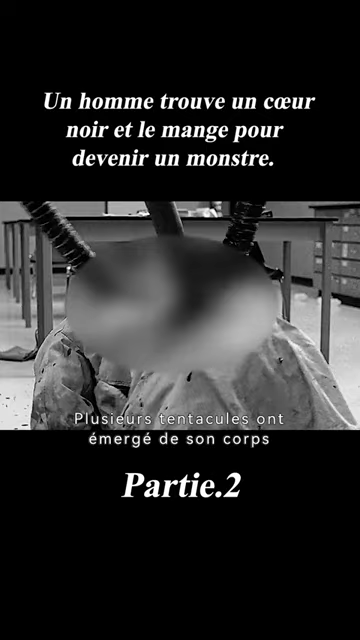 Un homme trouve un cœur
noir et le mange pour
devenir un monstre.
Plusieurs tentacules ont
émergé de son corps
Partie.2